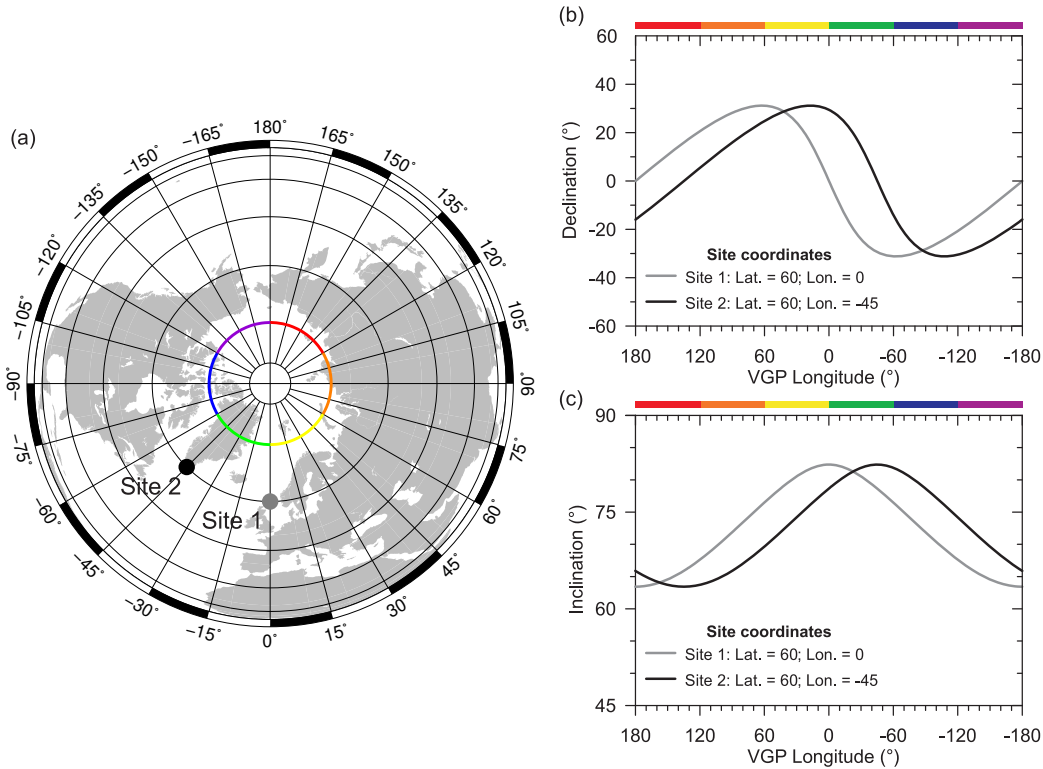 (a)
180˚
165˚
150˚
135˚
120˚
105˚
90˚
75˚
60˚
45˚
30˚
15˚
0˚
−15˚
−30˚
−45˚
−60˚
−75˚
−90˚
−105˚
−120˚
−135˚
−150˚
−165˚
Site 2
Site 1
(b)
60
40
20
0
-20
-40
-60
Declination (°)
Site coordinates
Site 1: Lat. = 60; Lon. = 0
Site 2: Lat. = 60; Lon. = -45
180 120 60 0 -60 -120 -180
VGP Longitude (°)
(c)
90
75
60
45
Inclination (°)
Site coordinates
Site 1: Lat. = 60; Lon. = 0
Site 2: Lat. = 60; Lon. = -45
180 120 60 0 -60 -120 -180
VGP Longitude (°)